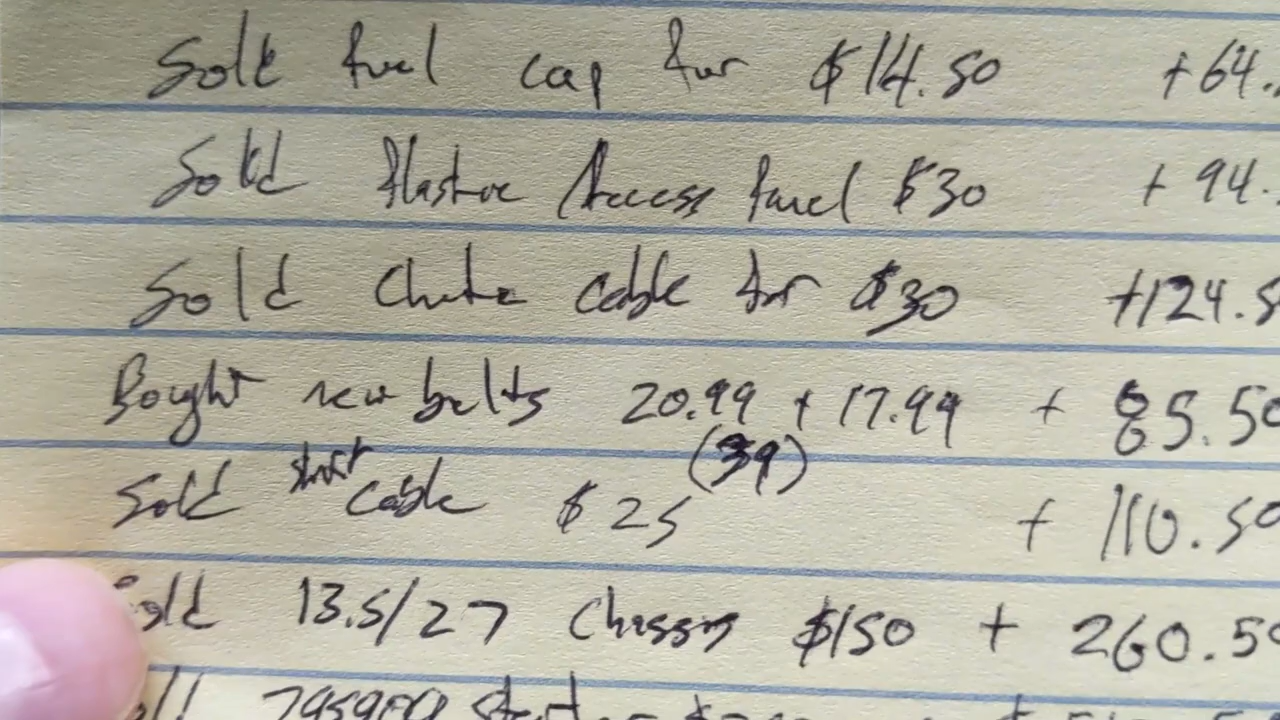 Sold fuel cap for $14.50 +64.
Sold Plastic Access Panel $30 + 94.
Sold Chute cable for $30 +124.5
Bought new belts 20.99 + 17.99 + 85.50
(39)
Sold short cable $25 + 110.50
Sold 13.5/27 Chassis $150 + 260.50